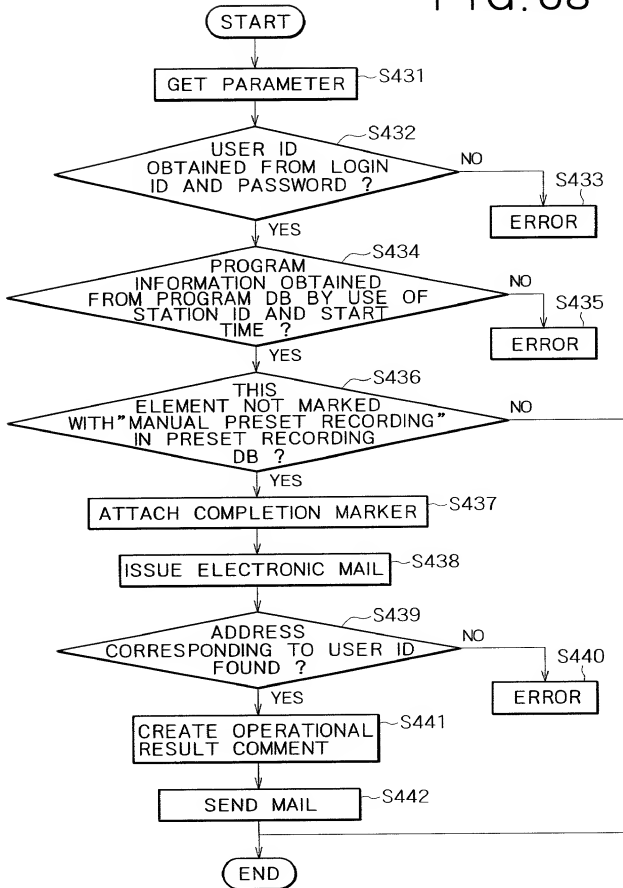 FIG. 68
START
GET PARAMETER
S431
S432
USER ID
OBTAINED FROM LOGIN
ID AND PASSWORD ?
NO
S433
ERROR
YES
S434
PROGRAM
INFORMATION OBTAINED
FROM PROGRAM DB BY USE OF
STATION ID AND START
TIME ?
NO
S435
ERROR
YES
S436
THIS
ELEMENT NOT MARKED
WITH"MANUAL PRESET RECORDING"
IN PRESET RECORDING
DB ?
NO
YES
ATTACH COMPLETION MARKER
S437
ISSUE ELECTRONIC MAIL
S438
S439
ADDRESS
CORRESPONDING TO USER ID
FOUND ?
NO
S440
ERROR
YES
CREATE OPERATIONAL
RESULT COMMENT
S441
SEND MAIL
S442
END